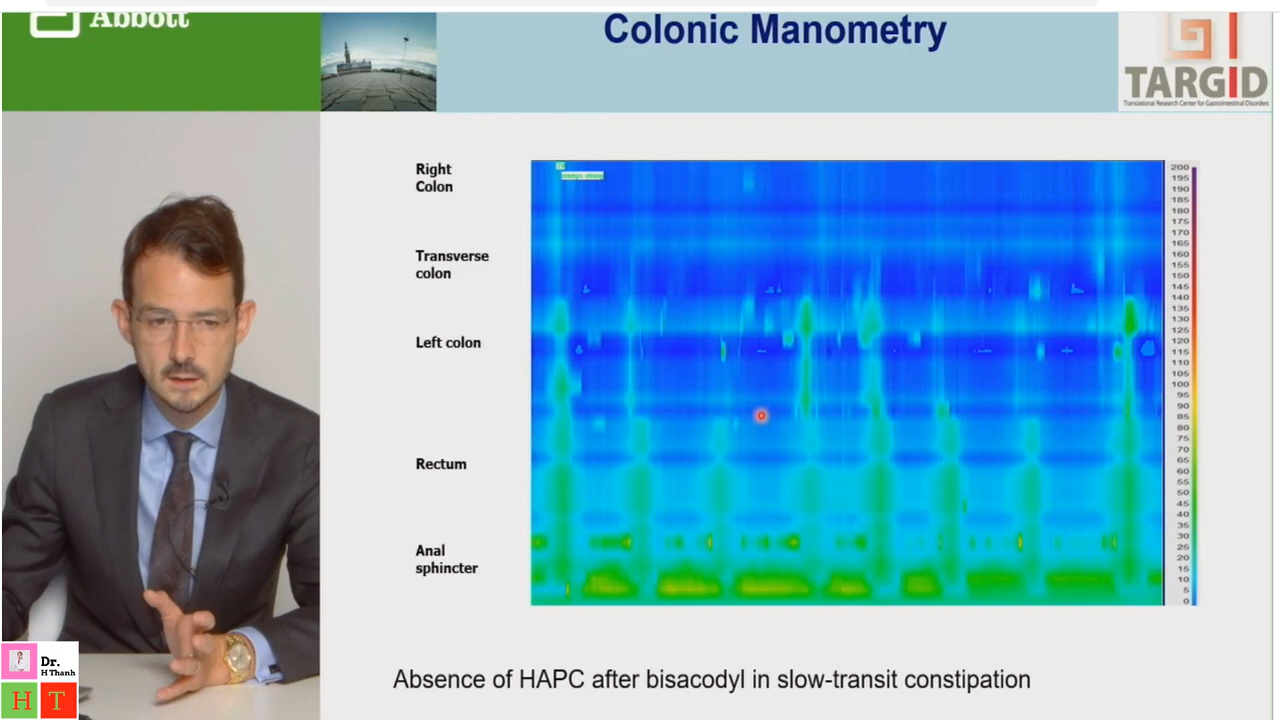 Abbott
Colonic Manometry
TARGID
Translational Research Center for Gastrointestinal Disorders
Right
Colon
Transverse
colon
Left colon
Rectum
Anal
sphincter
200
195
190
185
180
175
170
165
160
155
150
145
140
135
130
125
120
115
110
105
100
95
90
85
80
75
70
65
60
55
50
45
40
35
30
25
20
15
10
5
0
Absence of HAPC after bisacodyl in slow-transit constipation
Dr.
H Thanh
H T